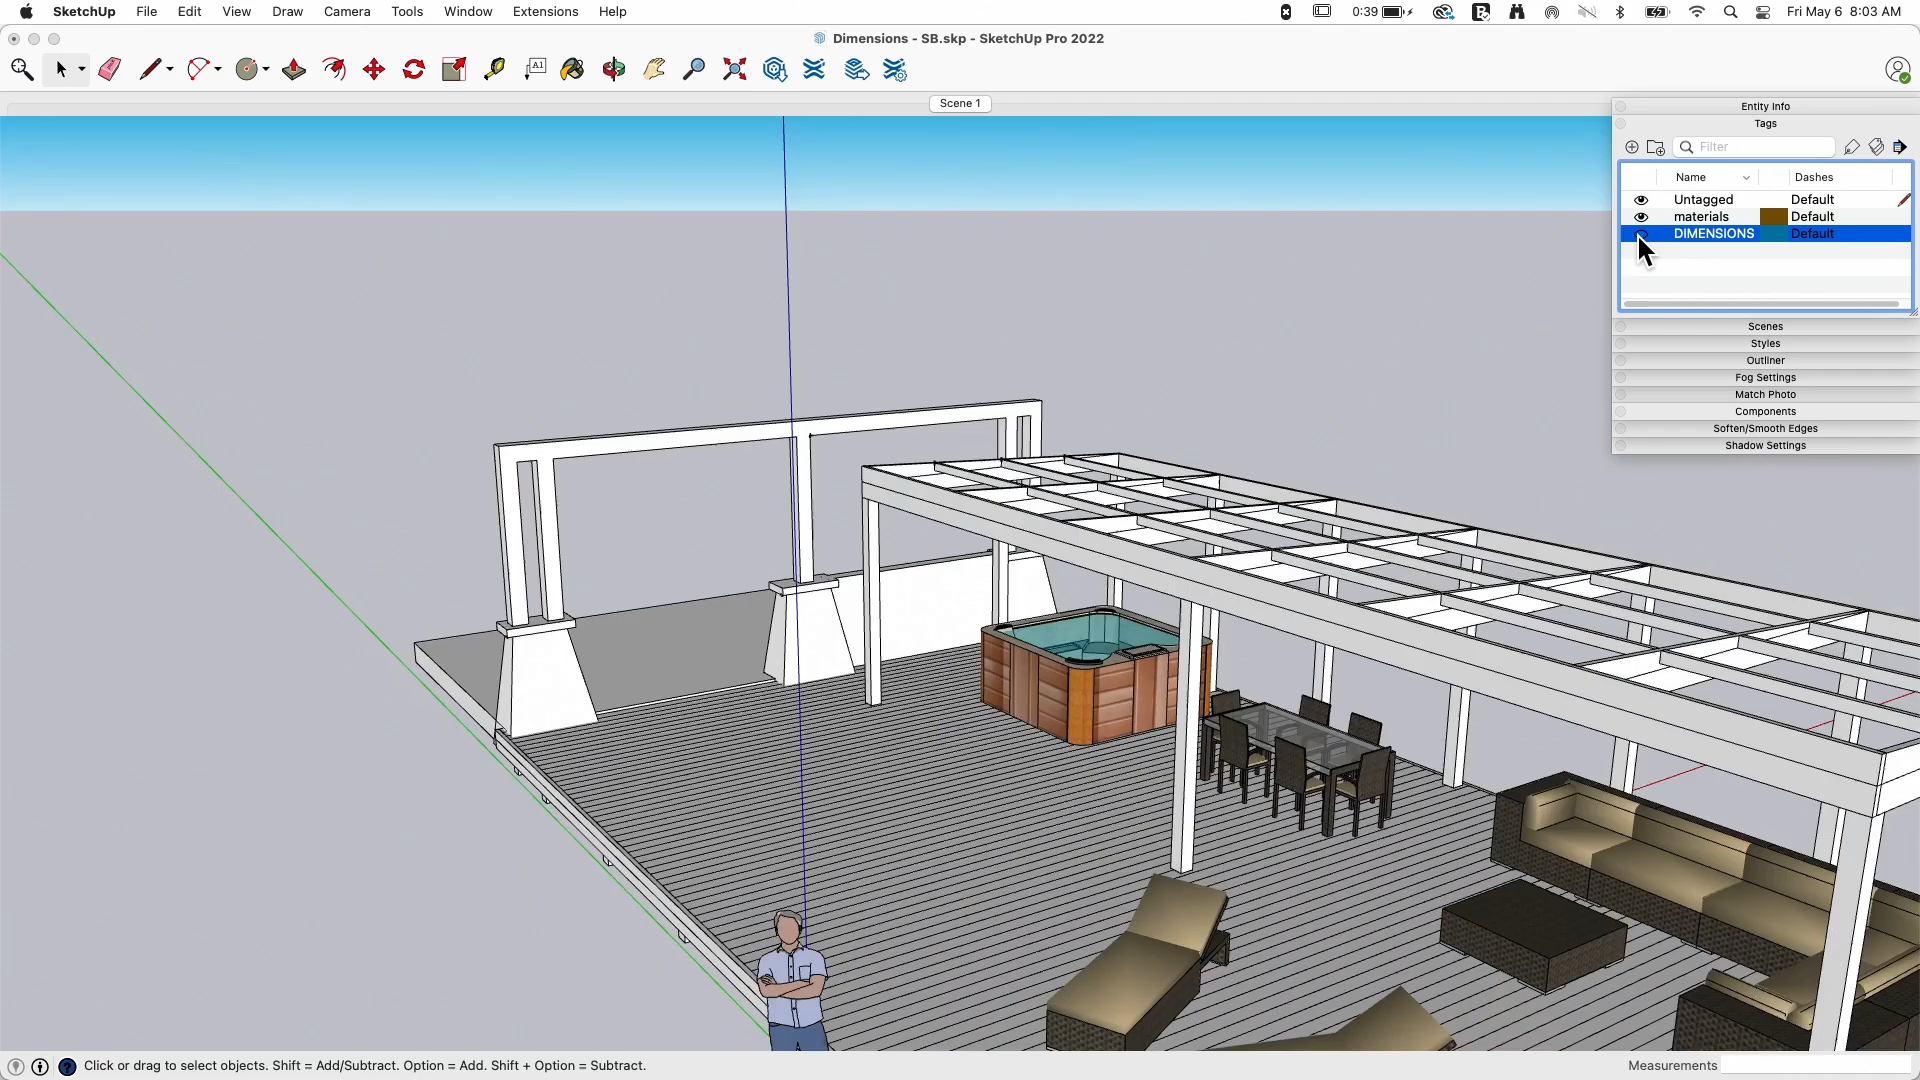 SketchUp File Edit View Draw Camera Tools Window Extensions Help 0:39 Fri May 6 8:03 AM
Dimensions - SB.skp - SketchUp Pro 2022
A1
Scene 1
Entity Info
Tags
Filter
Name Dashes
Untagged Default
materials Default
DIMENSIONS Default
Scenes
Styles
Outliner
Fog Settings
Match Photo
Components
Soften/Smooth Edges
Shadow Settings
Click or drag to select objects. Shift = Add/Subtract. Option = Add. Shift + Option = Subtract.
Measurements